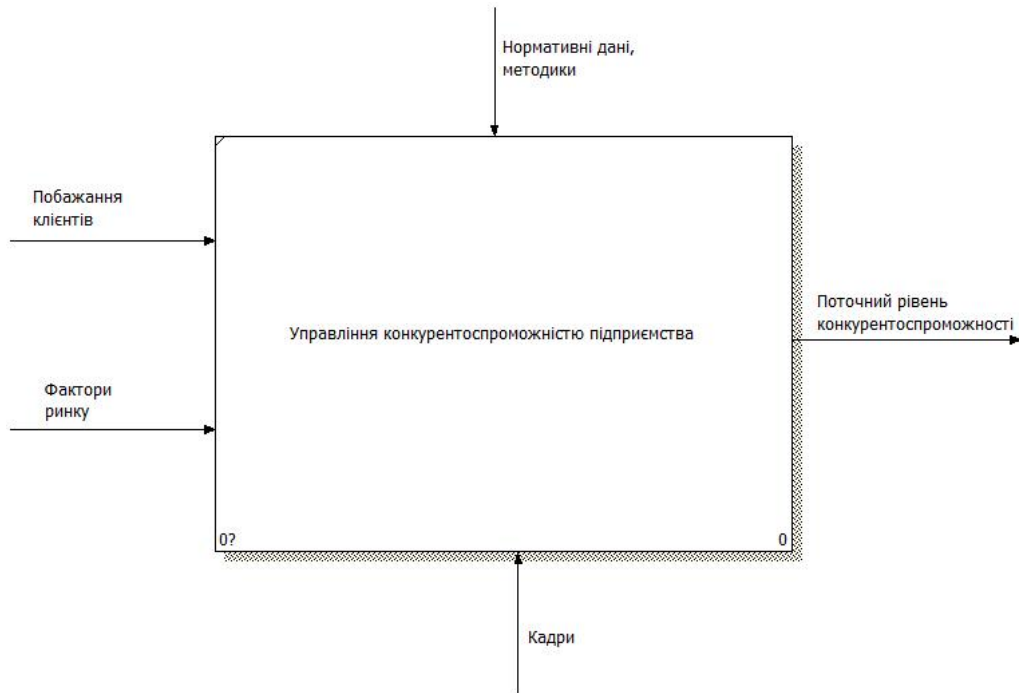 Нормативні дані,
методики
Побажання
клієнтів
Управління конкурентоспроможністю підприємства
Поточний рівень
конкурентоспроможності
Фактори
ринку
0?
0
Кадри